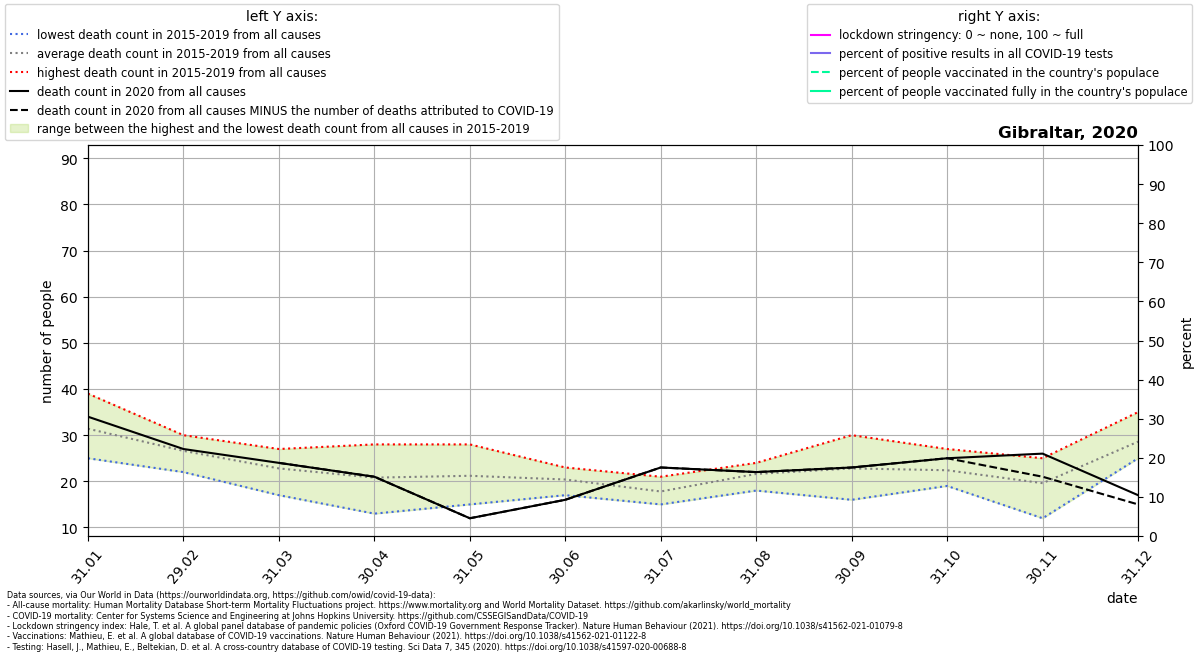 left Y axis:
lowest death count in 2015-2019 from all causes
average death count in 2015-2019 from all causes
highest death count in 2015-2019 from all causes
death count in 2020 from all causes
death count in 2020 from all causes MINUS the number of deaths attributed to COVID-19
range between the highest and the lowest death count from all causes in 2015-2019
right Y axis:
lockdown stringency: 0 ~ none, 100 ~ full
percent of positive results in all COVID-19 tests
percent of people vaccinated in the country's populace
percent of people vaccinated fully in the country's populace
Gibraltar, 2020
number of people
90
80
70
60
50
40
30
20
10
100
90
80
70
60
50
40
30
20
10
0
percent
31.01
29.02
31.03
30.04
31.05
30.06
31.07
31.08
30.09
31.10
30.11
31.12
date
Data sources, via Our World in Data (https://ourworldindata.org, https://github.com/owid/covid-19-data):
- All-cause mortality: Human Mortality Database Short-term Mortality Fluctuations project. https://www.mortality.org and World Mortality Dataset. https://github.com/akarlinsky/world_mortality
- COVID-19 mortality: Center for Systems Science and Engineering at Johns Hopkins University. https://github.com/CSSEGISandData/COVID-19
- Lockdown stringency index: Hale, T. et al. A global panel database of pandemic policies (Oxford COVID-19 Government Response Tracker). Nature Human Behaviour (2021). https://doi.org/10.1038/s41562-021-01079-8
- Vaccinations: Mathieu, E. et al. A global database of COVID-19 vaccinations. Nature Human Behaviour (2021). https://doi.org/10.1038/s41562-021-01122-8
- Testing: Hasell, J., Mathieu, E., Beltekian, D. et al. A cross-country database of COVID-19 testing. Sci Data 7, 345 (2020). https://doi.org/10.1038/s41597-020-00688-8